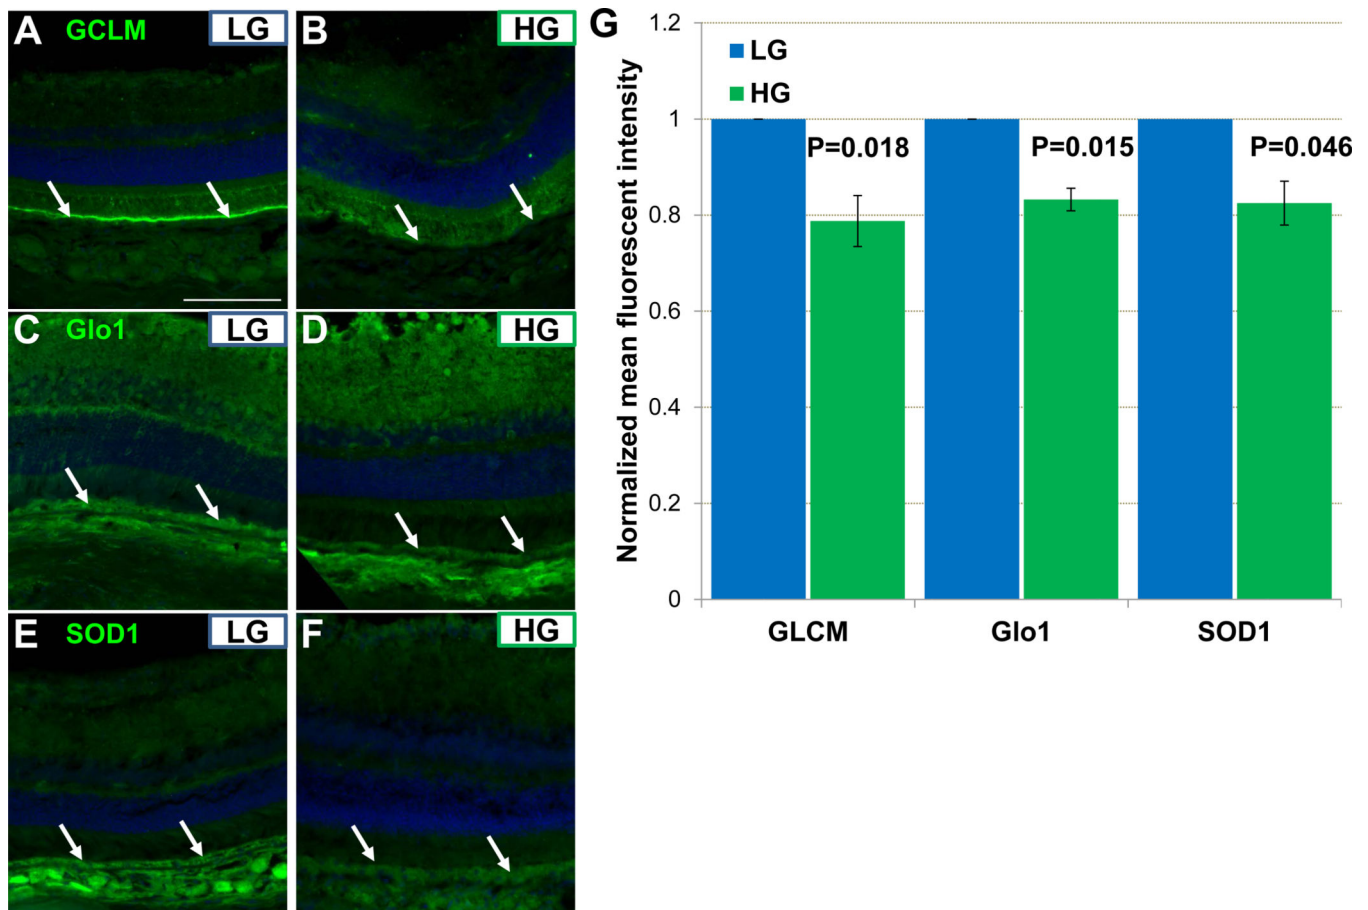 A GCLM LG
B HG
C Glo1 LG
D HG
E SOD1 LG
F HG
G
Normalized mean fluorescent intensity
1.2
1
0.8
0.6
0.4
0.2
0
LG
HG
P=0.018
P=0.015
P=0.046
GLCM
Glo1
SOD1